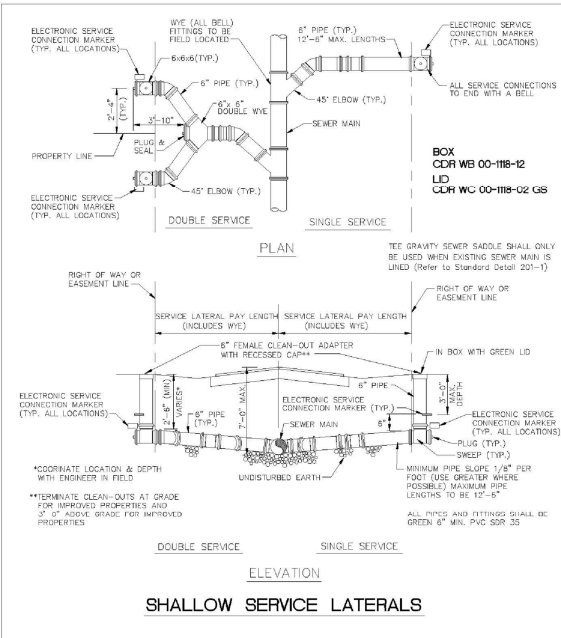 ELECTRONIC SERVICE
CONNECTION MARKER
(TYP. ALL LOCATIONS)
6x6x6(TYP.)
WYE (ALL BELL)
FITTINGS TO BE
FIELD LOCATED
6" PIPE (TYP.)
12'-6" MAX. LENGTHS
ELECTRONIC SERVICE
CONNECTION MARKER
(TYP. ALL LOCATIONS)
6" PIPE (TYP.)
2'-4"
(TYP.)
3'-10"
6"x 6"
DOUBLE WYE
45° ELBOW (TYP.)
ALL SERVICE CONNECTIONS
TO END WITH A BELL
PROPERTY LINE
PLUG &
SEAL
SEWER MAIN
BOX
CDR WB 00-1118-12
LID
CDR WC 00-1118-02 GS
ELECTRONIC SERVICE
CONNECTION MARKER
(TYP. ALL LOCATIONS)
45° ELBOW (TYP.)
DOUBLE SERVICE
SINGLE SERVICE
PLAN
TEE GRAVITY SEWER SADDLE SHALL ONLY
BE USED WHEN EXISTING SEWER MAIN IS
LINED (Refer to Standard Detail 201-1)
RIGHT OF WAY OR
EASEMENT LINE
RIGHT OF WAY OR
EASEMENT LINE
SERVICE LATERAL PAY LENGTH
(INCLUDES WYE)
SERVICE LATERAL PAY LENGTH
(INCLUDES WYE)
6" FEMALE CLEAN-OUT ADAPTER
WITH RECESSED CAP**
IN BOX WITH GREEN LID
ELECTRONIC SERVICE
CONNECTION MARKER
(TYP. ALL LOCATIONS)
2'-6" (MIN)
VARIES*
6" PIPE
(TYP.)
7'-0" MAX.
ELECTRONIC SERVICE
CONNECTION MARKER (TYP.)
SEWER MAIN
6" PIPE
6"
3'-0"
MAX.
DEPTH
ELECTRONIC SERVICE
CONNECTION MARKER
(TYP. ALL LOCATIONS)
PLUG (TYP.)
SWEEP (TYP.)
*COORINATE LOCATION & DEPTH
WITH ENGINEER IN FIELD
UNDISTURBED EARTH
MINIMUM PIPE SLOPE 1/8" PER
FOOT (USE GREATER WHERE
POSSIBLE) MAXIMUM PIPE
LENGTHS TO BE 12'-6"
**TERMINATE CLEAN-OUTS AT GRADE
FOR IMPROVED PROPERTIES AND
3' 0" ABOVE GRADE FOR IMPROVED
PROPERTIES
ALL PIPES AND FITTINGS SHALL BE
GREEN 6" MIN. PVC SDR 35
DOUBLE SERVICE
SINGLE SERVICE
ELEVATION
SHALLOW SERVICE LATERALS